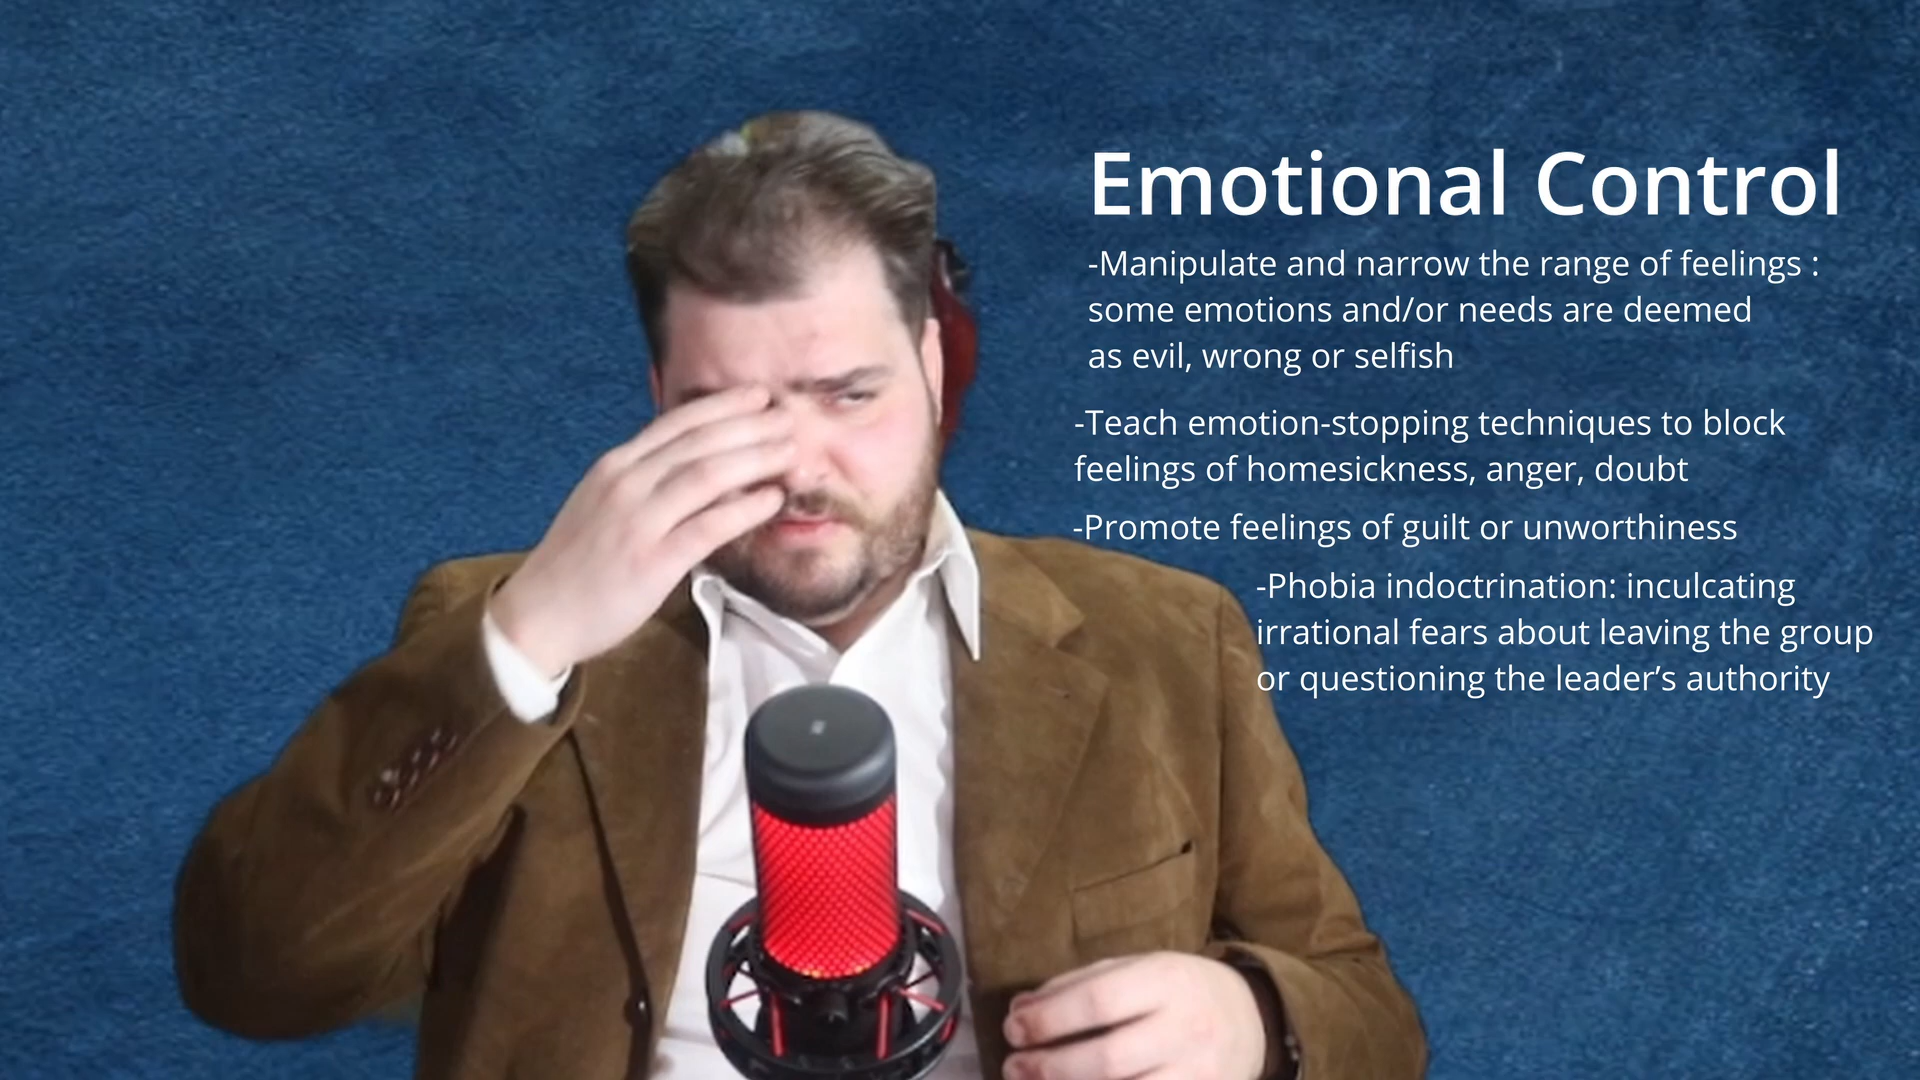 Emotional Control
-Manipulate and narrow the range of feelings :
some emotions and/or needs are deemed
as evil, wrong or selfish
-Teach emotion-stopping techniques to block
feelings of homesickness, anger, doubt
-Promote feelings of guilt or unworthiness
-Phobia indoctrination: inculcating
irrational fears about leaving the group
or questioning the leader’s authority